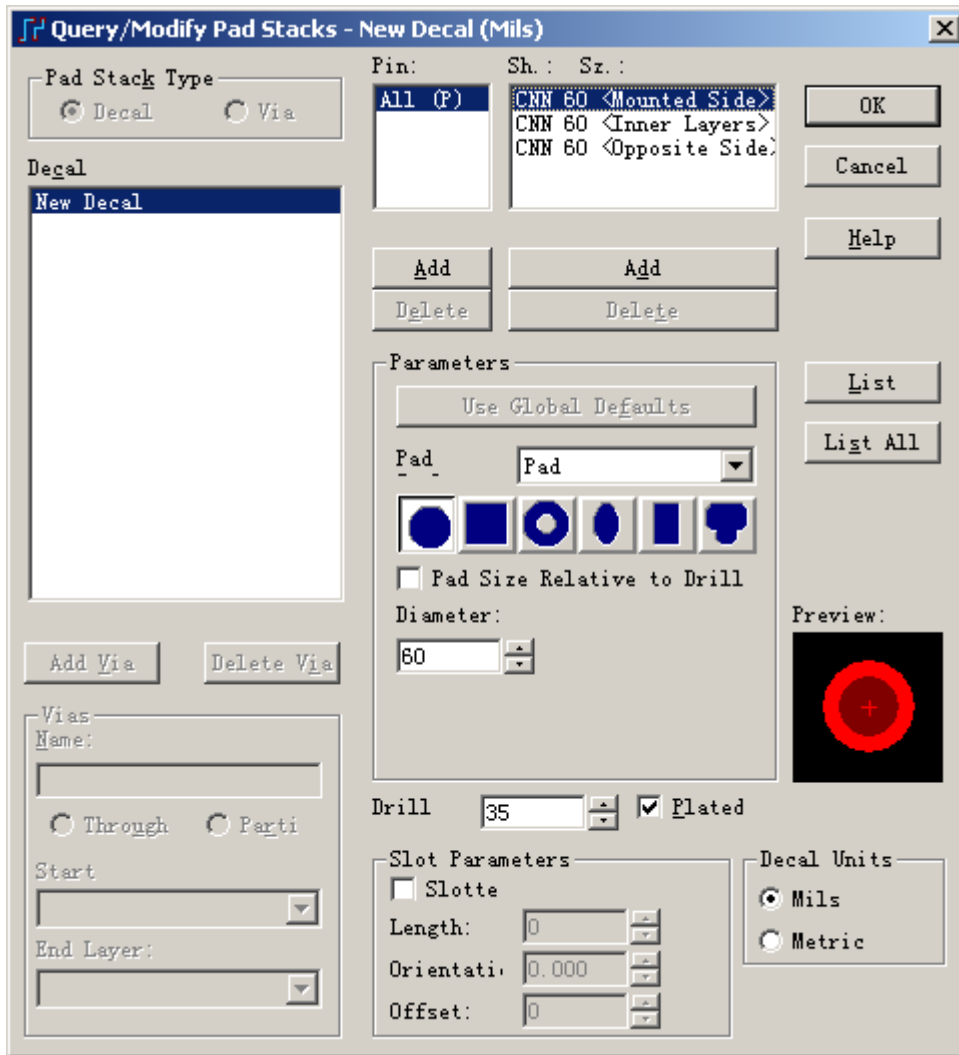 Query/Modify Pad Stacks - New Decal (Mils)
Pad Stack Type
Decal
Via
Decal
New Decal
Add Via
Delete Via
Vias
Name:
Through
Parti
Start
End Layer:
Pin:
All (P)
Sh.: Sz.:
CNN 60 <Mounted Side>
CNN 60 <Inner Layers>
CNN 60 <Opposite Side>
Add
Delete
Add
Delete
Parameters
Use Global Defaults
Pad
Pad
Pad Size Relative to Drill
Diameter:
60
Drill
35
Plated
Slot Parameters
Slotte
Length:
0
Orientati
0.000
Offset:
0
OK
Cancel
Help
List
List All
Preview:
Decal Units
Mils
Metric